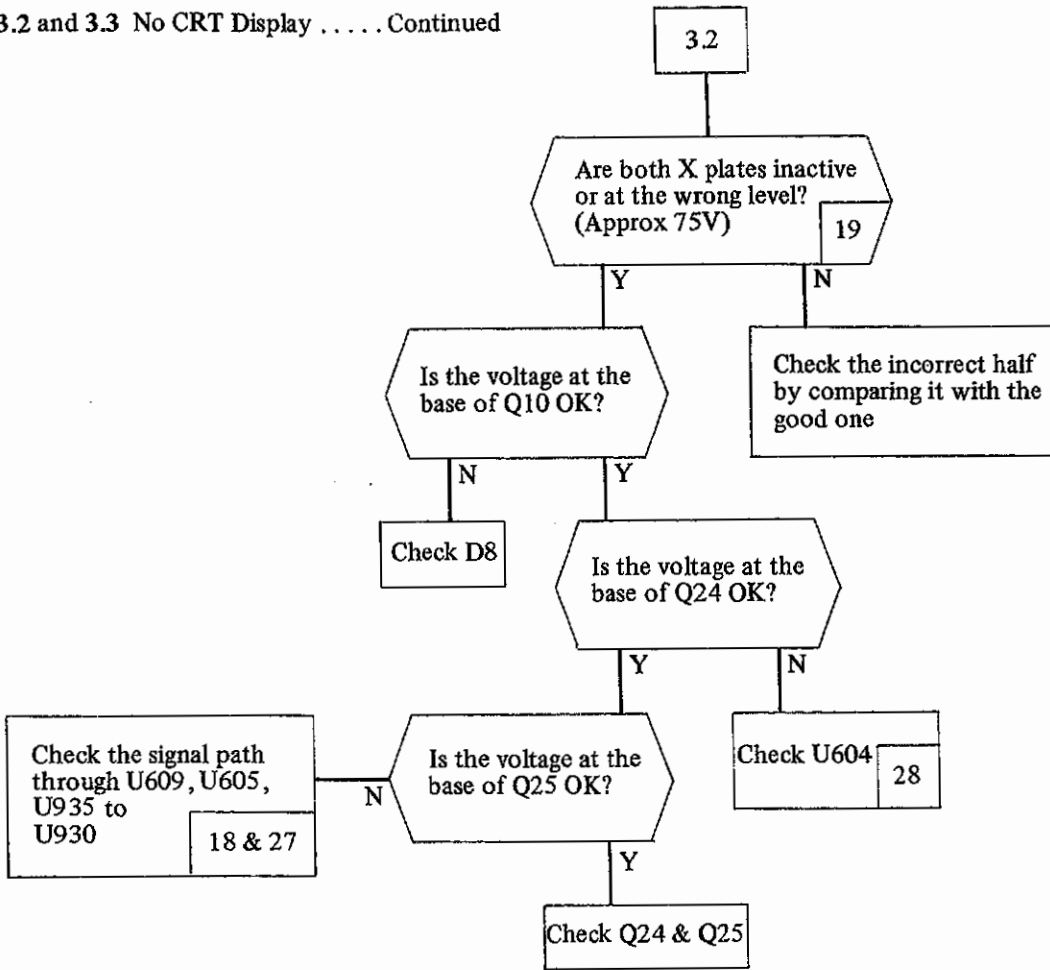 3.2 and 3.3 No CRT Display ..... Continued
3.2
Are both X plates inactive
or at the wrong level?
(Approx 75V)
19
Y
N
Is the voltage at the
base of Q10 OK?
Check the incorrect half
by comparing it with the
good one
N
Y
Check D8
Is the voltage at the
base of Q24 OK?
Y
N
Check the signal path
through U609, U605,
U935 to
U930
18 & 27
N
Is the voltage at the
base of Q25 OK?
Check U604
28
Y
Check Q24 & Q25